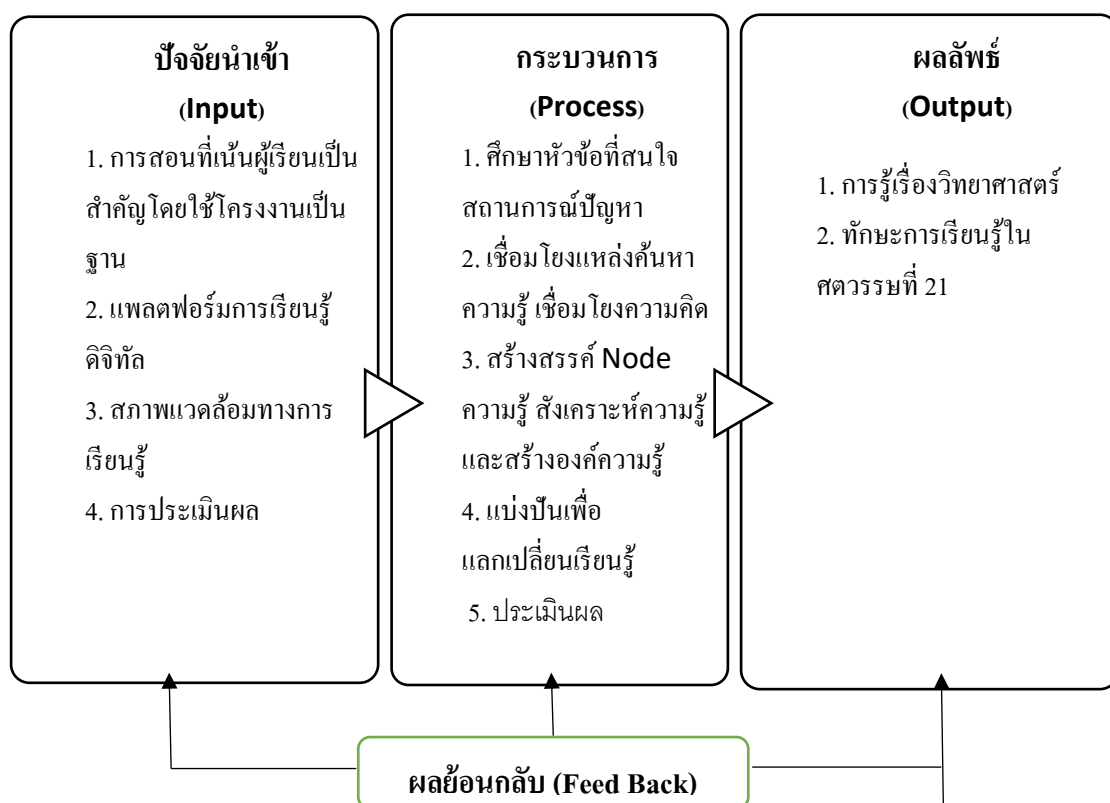 ปัจจัยนำเข้า
(Input)
1. การสอนที่เน้นผู้เรียนเป็น
สำคัญโดยใช้โครงงานเป็น
ฐาน
2. แพลตฟอร์มการเรียนรู้
ดิจิทัล
3. สภาพแวดล้อมทางการ
เรียนรู้
4. การประเมินผล
กระบวนการ
(Process)
1. ศึกษาหัวข้อที่สนใจ
สถานการณ์ปัญหา
2. เชื่อมโยงแหล่งค้นหา
ความรู้ เชื่อมโยงความคิด
3. สร้างสรรค์ Node
ความรู้ สังเคราะห์ความรู้
และสร้างองค์ความรู้
4. แบ่งปันเพื่อ
แลกเปลี่ยนเรียนรู้
5. ประเมินผล
ผลลัพธ์
(Output)
1. การรู้เรื่องวิทยาศาสตร์
2. ทักษะการเรียนรู้ใน
ศตวรรษที่ 21
ผลย้อนกลับ (Feed Back)